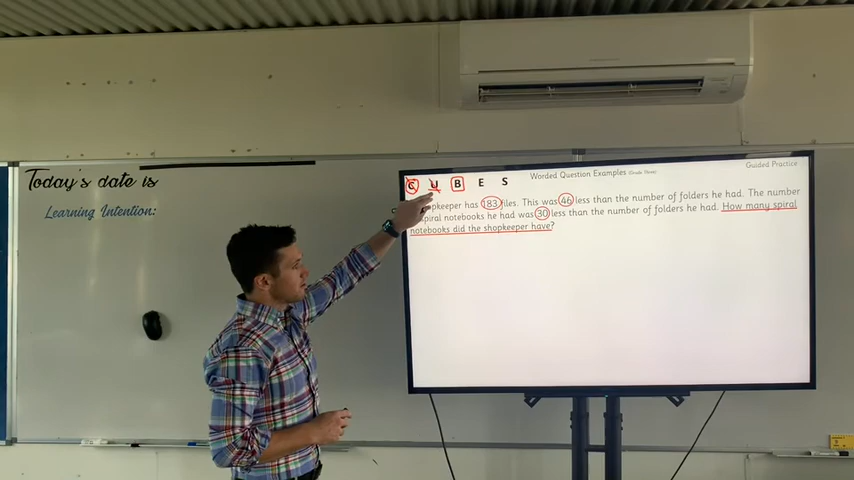 Today's date is
Learning Intention:
Guided Practice
C U B E S
Worded Question Examples
pkeeper has 183 files. This was 46 less than the number of folders he had. The number
spiral notebooks he had was 30 less than the number of folders he had. How many spiral
notebooks did the shopkeeper have?